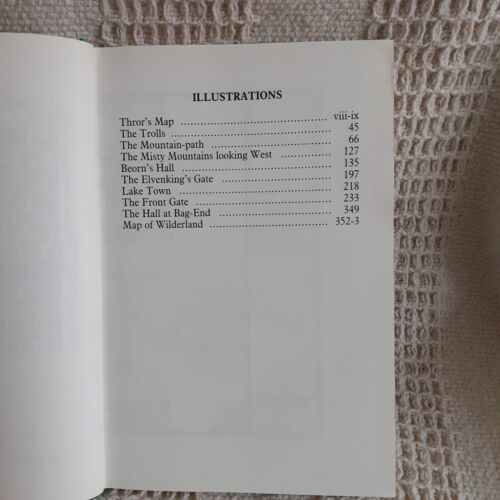 ILLUSTRATIONS
Thror's Map ........................................ viii-ix
The Trolls ........................................ 45
The Mountain-path ........................................ 66
The Misty Mountains looking West .................... 127
Beorn's Hall ........................................ 135
The Elvenking's Gate .............................. 197
Lake Town ........................................ 218
The Front Gate ........................................ 233
The Hall at Bag-End .............................. 349
Map of Wilderland .............................. 352-3